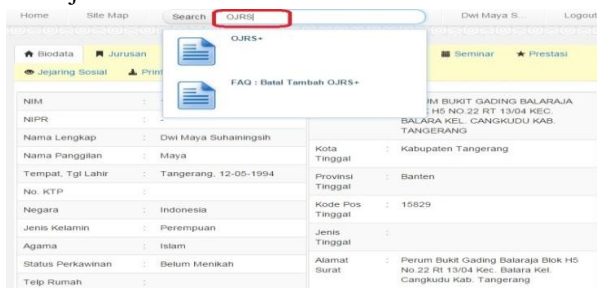 Home Site Map Search OJRS Dwi Maya S... Logout
OJRS+
FAQ : Batal Tambah OJRS+
Biodata Jurusan Seminar Prestasi
Jejaring Sosial
NIM :
NIPR : -
Nama Lengkap : Dwi Maya Suhainingsih
Nama Panggilan : Maya
Tempat, Tgl Lahir : Tangerang, 12-05-1994
No. KTP :
Negara : Indonesia
Jenis Kelamin : Perempuan
Agama : Islam
Status Perkawinan : Belum Menikah
Telp Rumah :
BUKIT GADING BALARAJA
H5 NO.22 RT 13/04 KEC.
BALARA KEL. CANGKUDU KAB.
TANGERANG
Kota : Kabupaten Tangerang
Tinggal
Provinsi : Banten
Tinggal
Kode Pos : 15829
Tinggal
Jenis :
Tinggal
Alamat : Perum Bukit Gading Balaraja Blok H5
Surat No.22 Rt 13/04 Kec. Balara Kel.
Cangkudu Kab. Tangerang